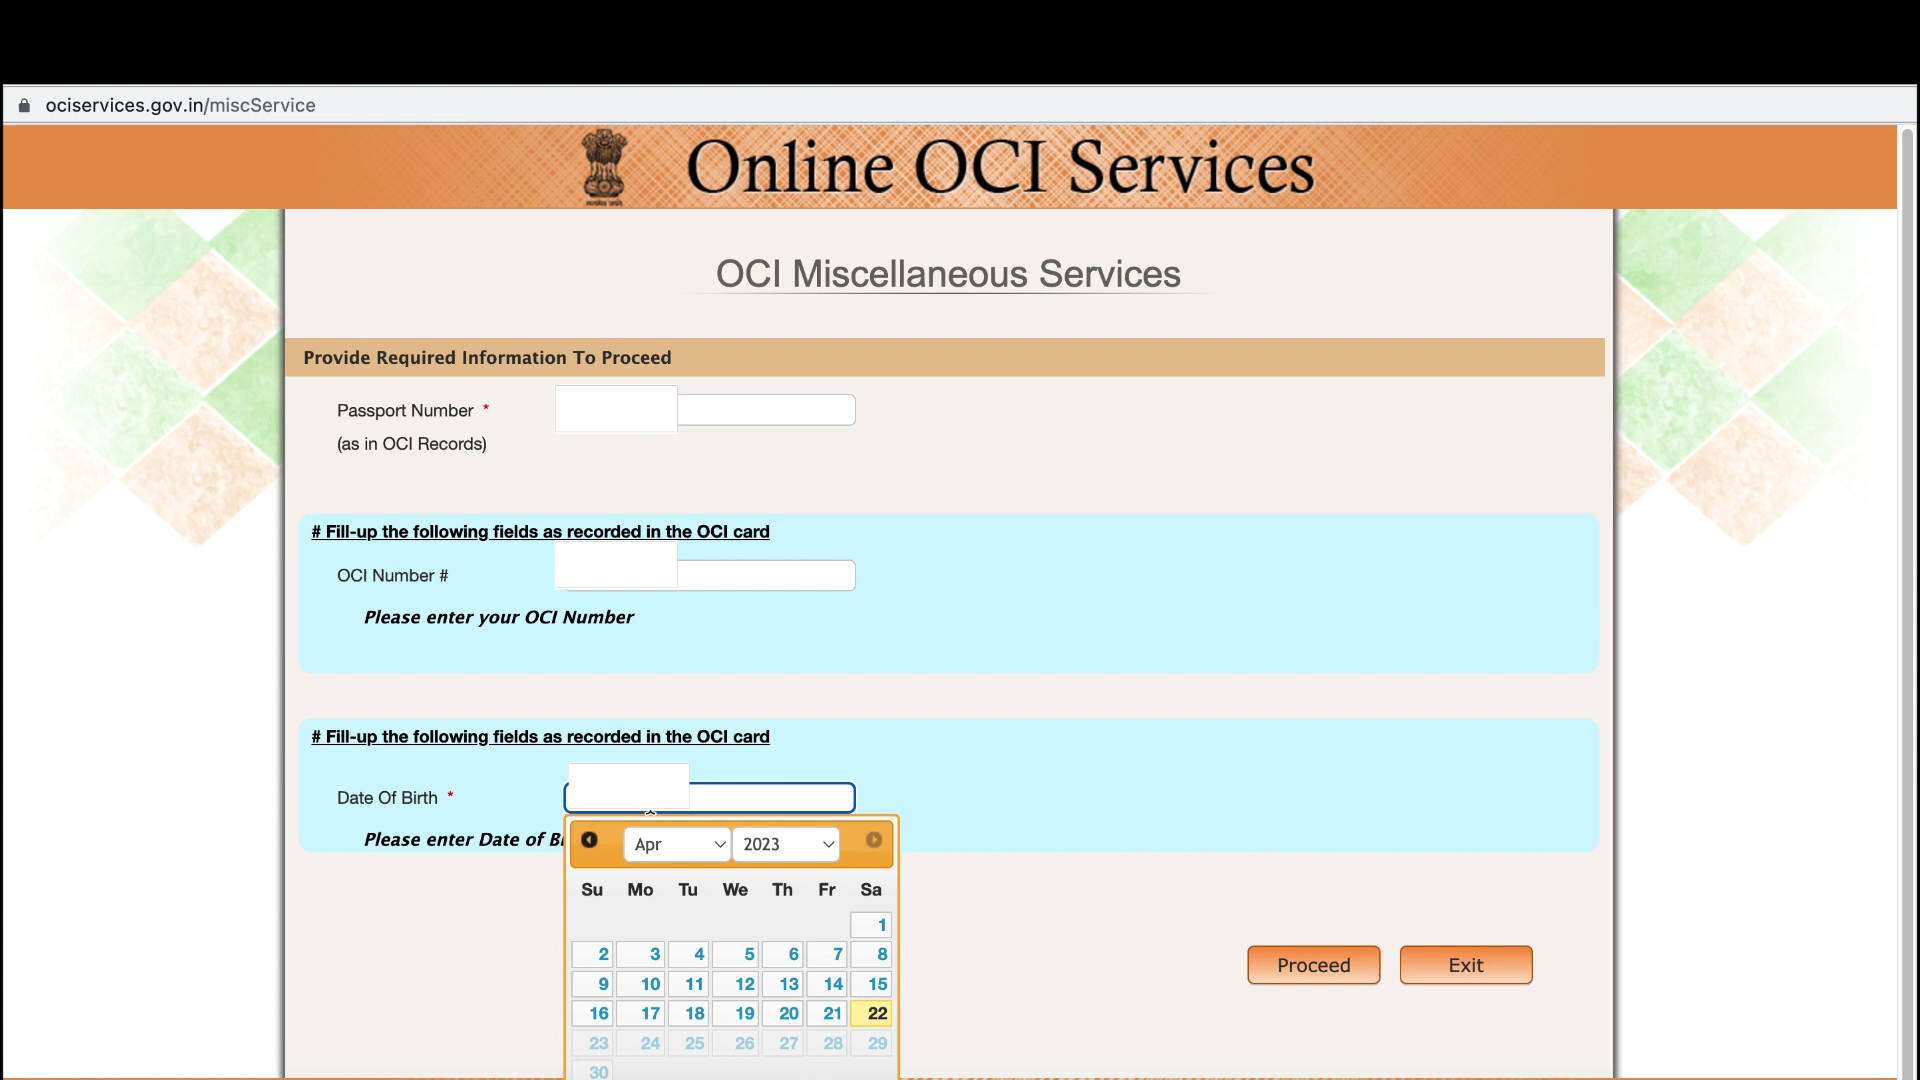 ociservices.gov.in/miscService
Online OCI Services
OCI Miscellaneous Services
Provide Required Information To Proceed
Passport Number *
(as in OCI Records)
# Fill-up the following fields as recorded in the OCI card
OCI Number #
Please enter your OCI Number
# Fill-up the following fields as recorded in the OCI card
Date Of Birth *
Please enter Date of
Apr 2023
Su Mo Tu We Th Fr Sa
1
2 3 4 5 6 7 8
9 10 11 12 13 14 15
16 17 18 19 20 21 22
23 24 25 26 27 28 29
30
Proceed Exit